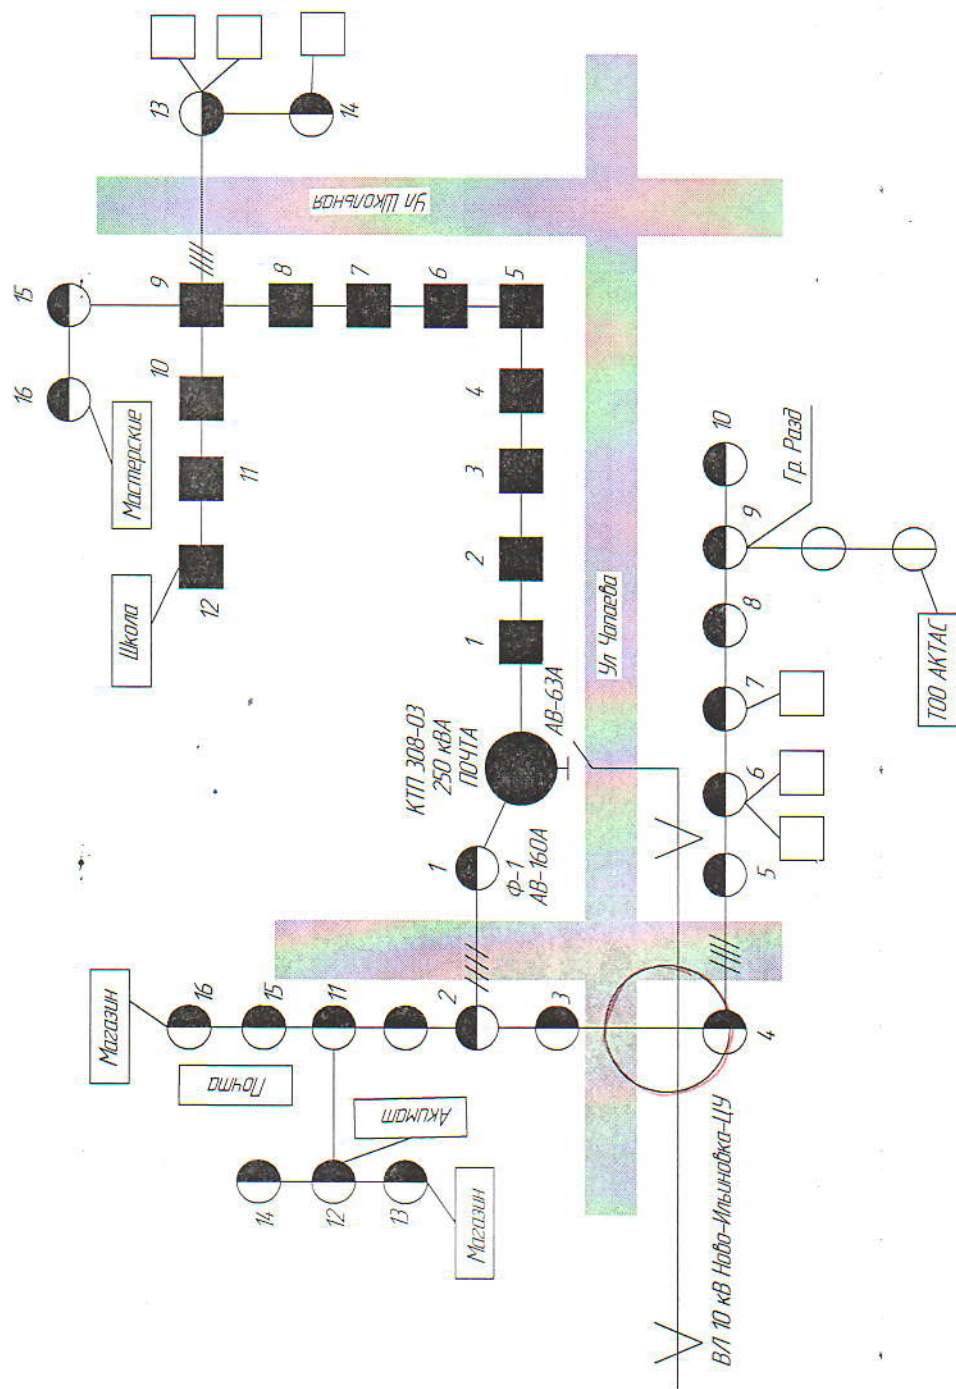 16
15
Магазин
Мастерские
Школа
13
10
9
16
12
Почта
11
14
15
8
12
11
7
14
Ул Школьная
13
Акимат
КТП 308-03
250 кВА
ПОЧТА
6
1
2
1
2
3
4
Магазин
5
Ф-1
АВ-160А
АВ-63А
3
Ул Чапаева
ВЛ 10 кВ Ново-Ильиновка-ЦУ
10
4
5
6
7
8
9
Гр. Разд
ТОО АКТАС